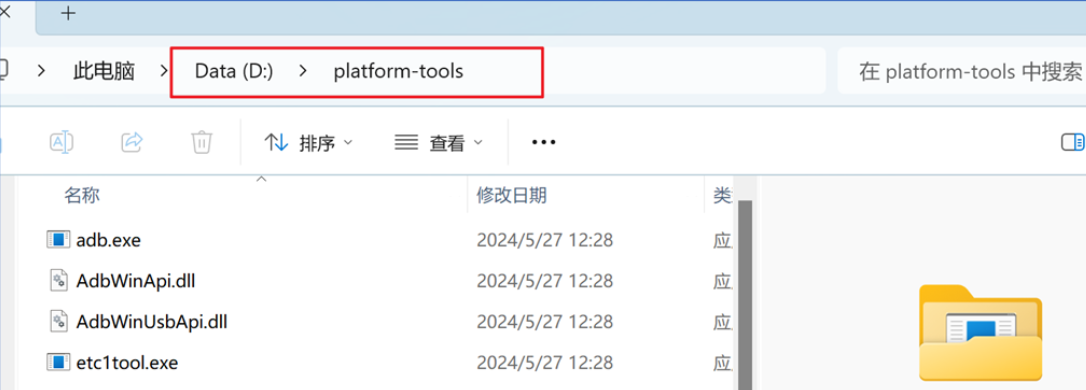 此电脑 Data (D:) platform-tools 在 platform-tools 中搜索
排序 查看
名称 修改日期 类
adb.exe 2024/5/27 12:28 应
AdbWinApi.dll 2024/5/27 12:28 应
AdbWinUsbApi.dll 2024/5/27 12:28 应
etc1tool.exe 2024/5/27 12:28 应